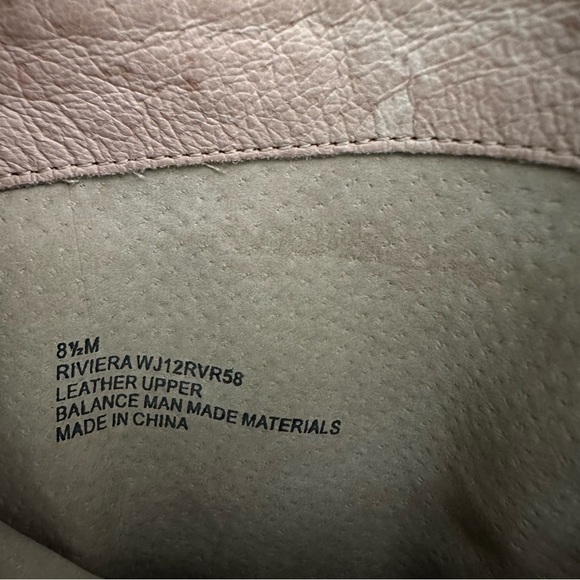 8½M
RIVIERA WJ12RVR58
LEATHER UPPER
BALANCE MAN MADE MATERIALS
MADE IN CHINA